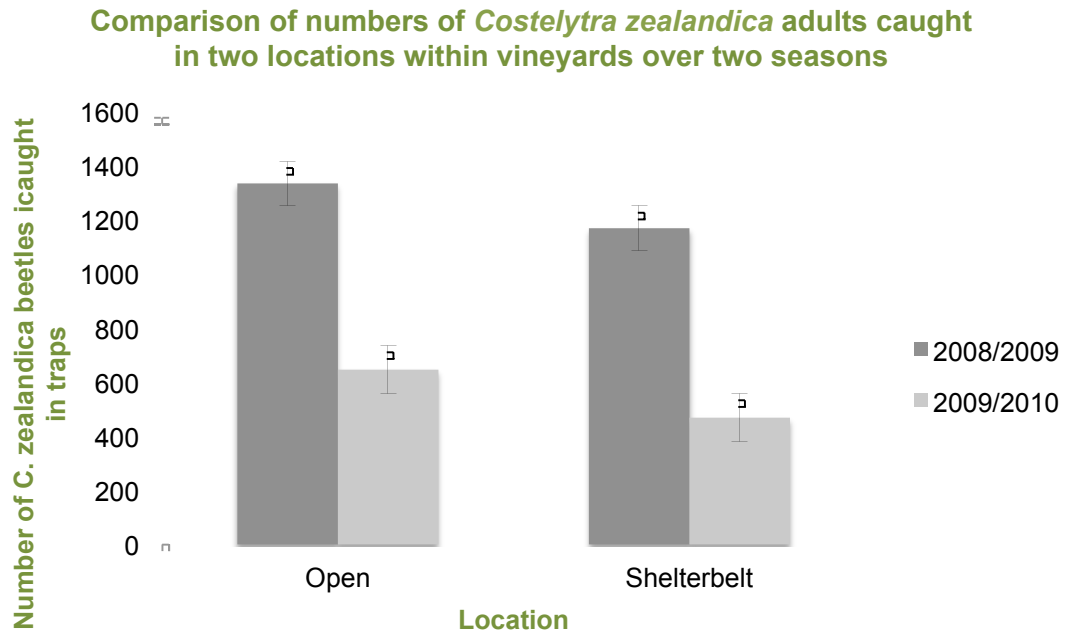 Comparison of numbers of Costelytra zealandica adults caught
in two locations within vineyards over two seasons
Number of C. zealandica beetles icaught
in traps
1600
1400
1200
1000
800
600
400
200
0
Open
Shelterbelt
Location
2008/2009
2009/2010